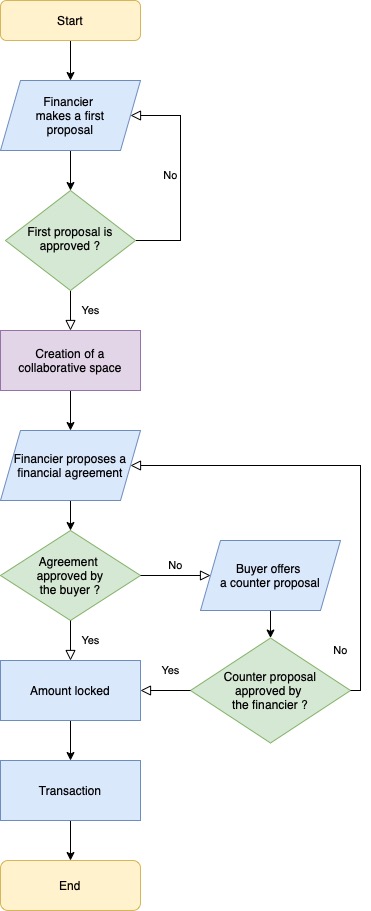 Start
Financier
makes a first
proposal
No
First proposal is
approved ?
Yes
Creation of a
collaborative space
Financier proposes a
financial agreement
Agreement
approved by
the buyer ?
No
Buyer offers
a counter proposal
Yes
No
Amount locked
Yes
Counter proposal
approved by
the financier ?
Transaction
End